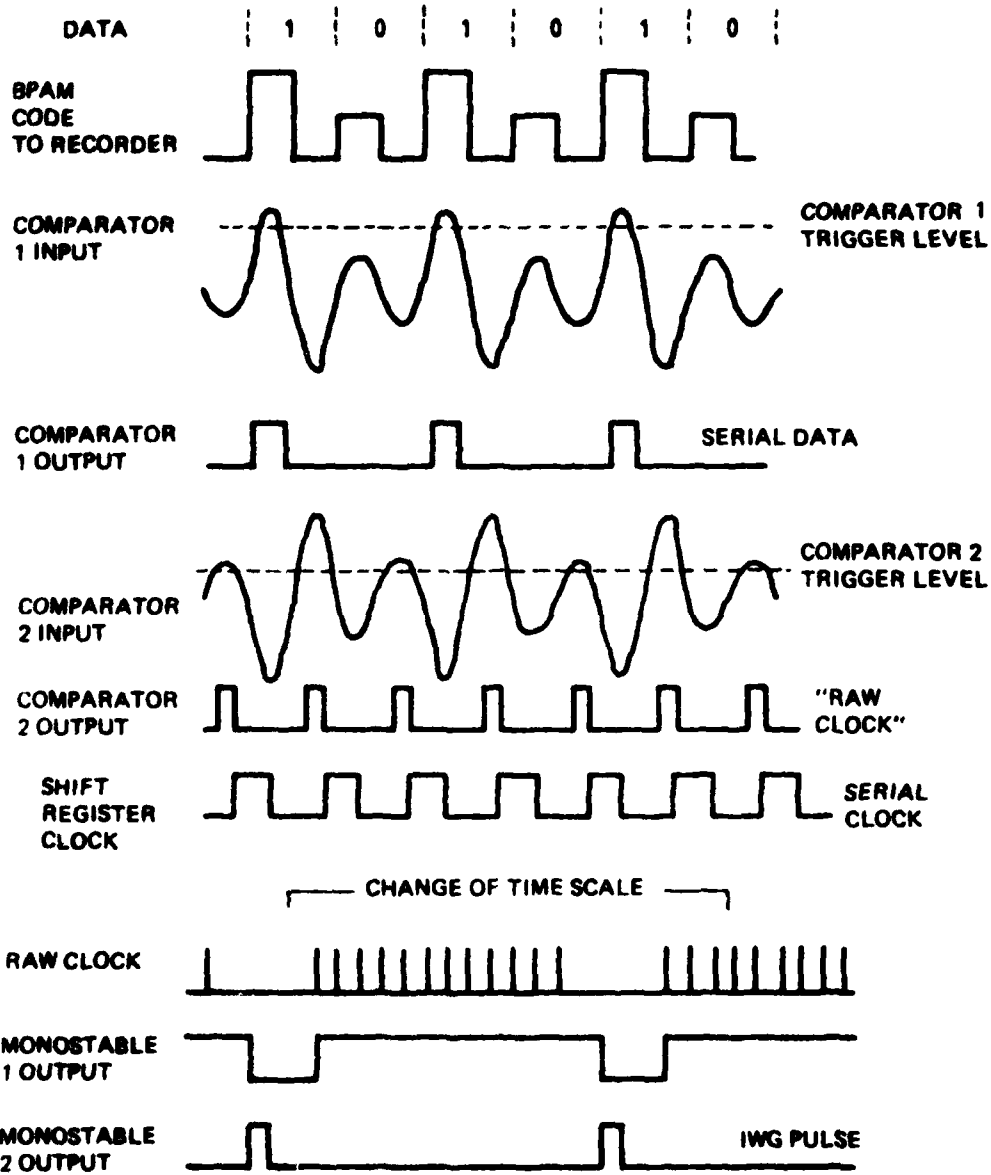 DATA 1 0 1 0 1 0
BPAM
CODE
TO RECORDER
COMPARATOR
1 INPUT
COMPARATOR 1
TRIGGER LEVEL
COMPARATOR
1 OUTPUT
SERIAL DATA
COMPARATOR 2
TRIGGER LEVEL
COMPARATOR
2 INPUT
COMPARATOR
2 OUTPUT
"RAW
CLOCK"
SHIFT
REGISTER
CLOCK
SERIAL
CLOCK
CHANGE OF TIME SCALE
RAW CLOCK
MONOSTABLE
1 OUTPUT
MONOSTABLE
2 OUTPUT
IWG PULSE